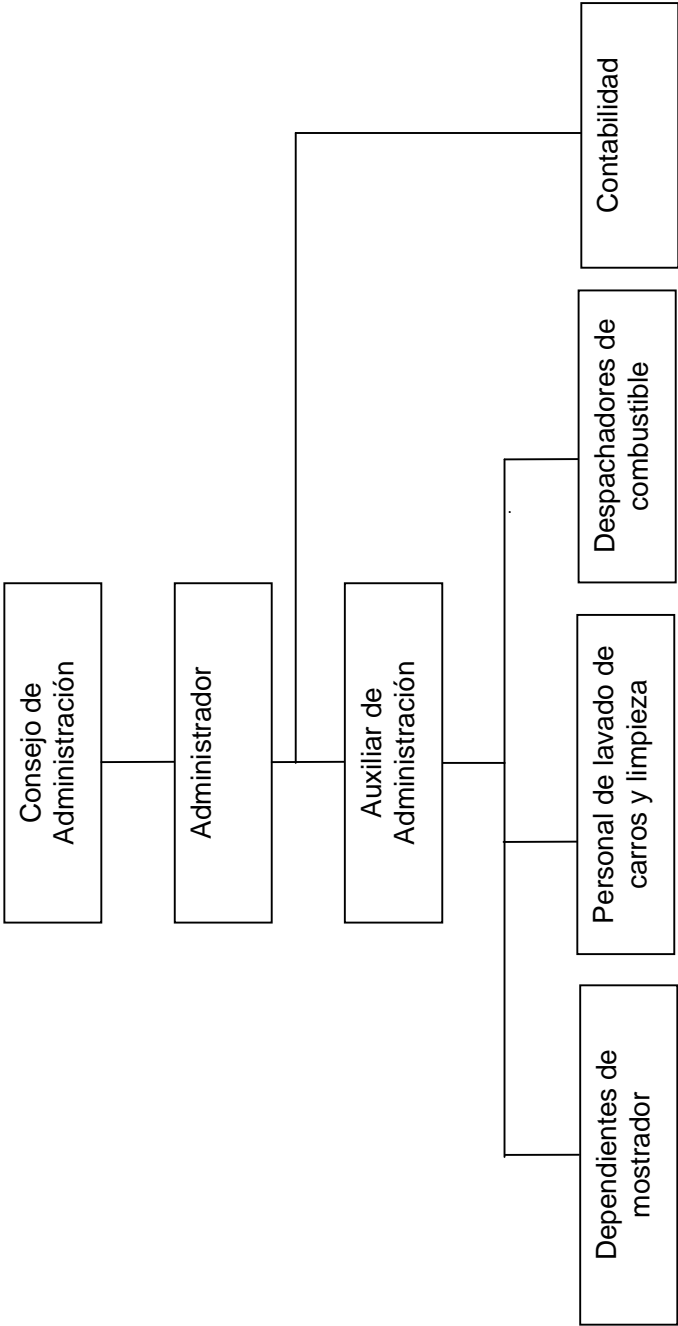 Consejo de
Administración
Administrador
Auxiliar de
Administración
Dependientes de
mostrador
Personal de lavado de
carros y limpieza
Despachadores de
combustible
Contabilidad